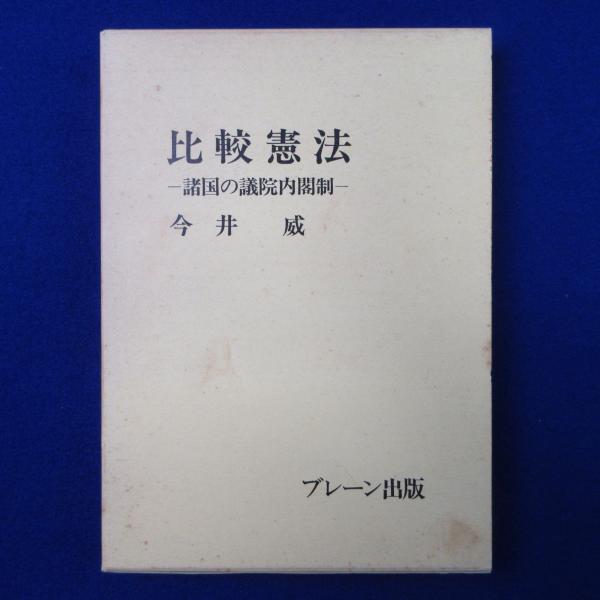 比較憲法
―諸国の議院内閣制―
今井 威
ブレーン出版